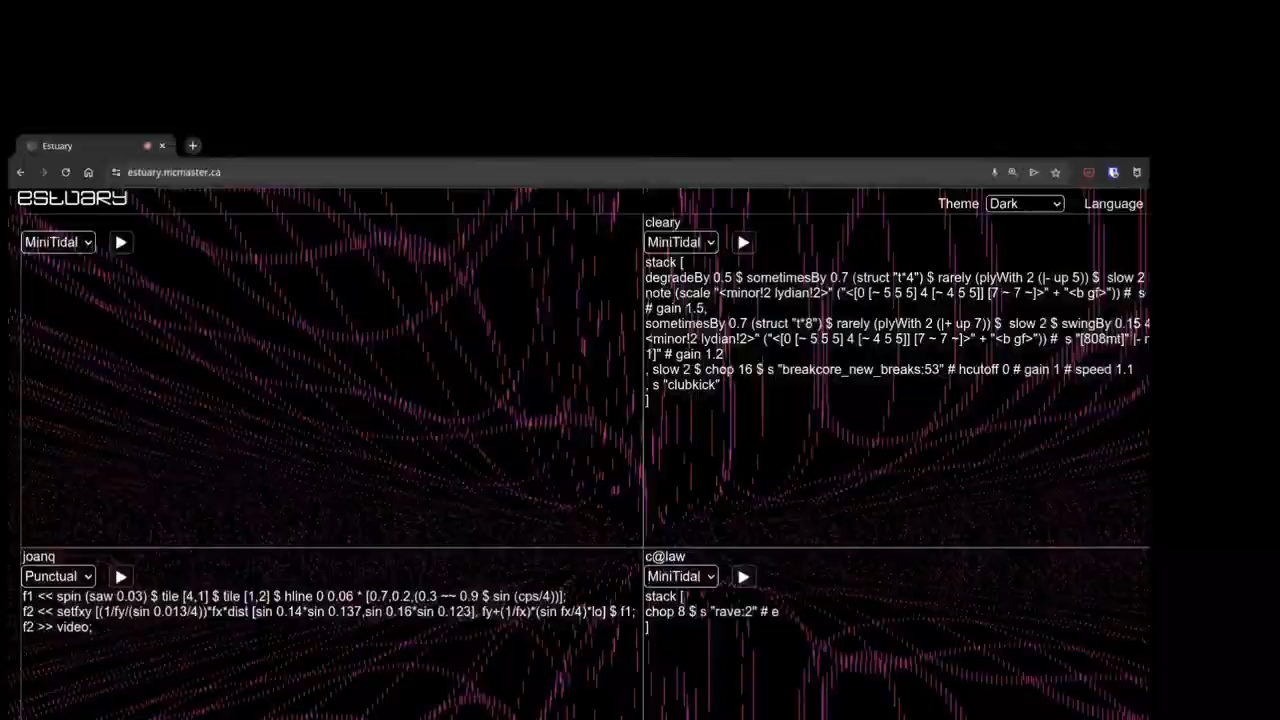 Estuary
estuary.mcmaster.ca
estuary
Theme Dark Language
MiniTidal
cleary
MiniTidal
stack [
degradeBy 0.5 $ sometimesBy 0.7 (struct "t*4") $ rarely (plyWith 2 (|- up 5)) $ slow 2
note (scale "<minor!2 lydian!2>" ("<[0 [~ 5 5 5] 4 [~ 4 5 5]] [7 ~ 7 ~]>" + "<b gf>")) # s
# gain 1.5,
sometimesBy 0.7 (struct "t*8") $ rarely (plyWith 2 (|+ up 7)) $ slow 2 $ swingBy 0.15 4
<minor!2 lydian!2>" ("<[0 [~ 5 5 5] 4 [~ 4 5 5]] [7 ~ 7 ~]>" + "<b gf>")) # s "[808mt]" |-
1]" # gain 1.2
, slow 2 $ chop 16 $ s "breakcore_new_breaks:53" # hcutoff 0 # gain 1 # speed 1.1
, s "clubkick"
]
joanq
Punctual
f1 << spin (saw 0.03) $ tile [4,1] $ tile [1,2] $ hline 0 0.06 * [0.7,0.2,(0.3 ~~ 0.9 $ sin (cps/4))];
f2 << setfxy [(1/fy/(sin 0.013/4))*fx*dist [sin 0.14*sin 0.137,sin 0.16*sin 0.123], fy+(1/fx)*(sin fx/4)*lo] $ f1;
f2 >> video;
c@law
MiniTidal
stack [
chop 8 $ s "rave:2" # e
]